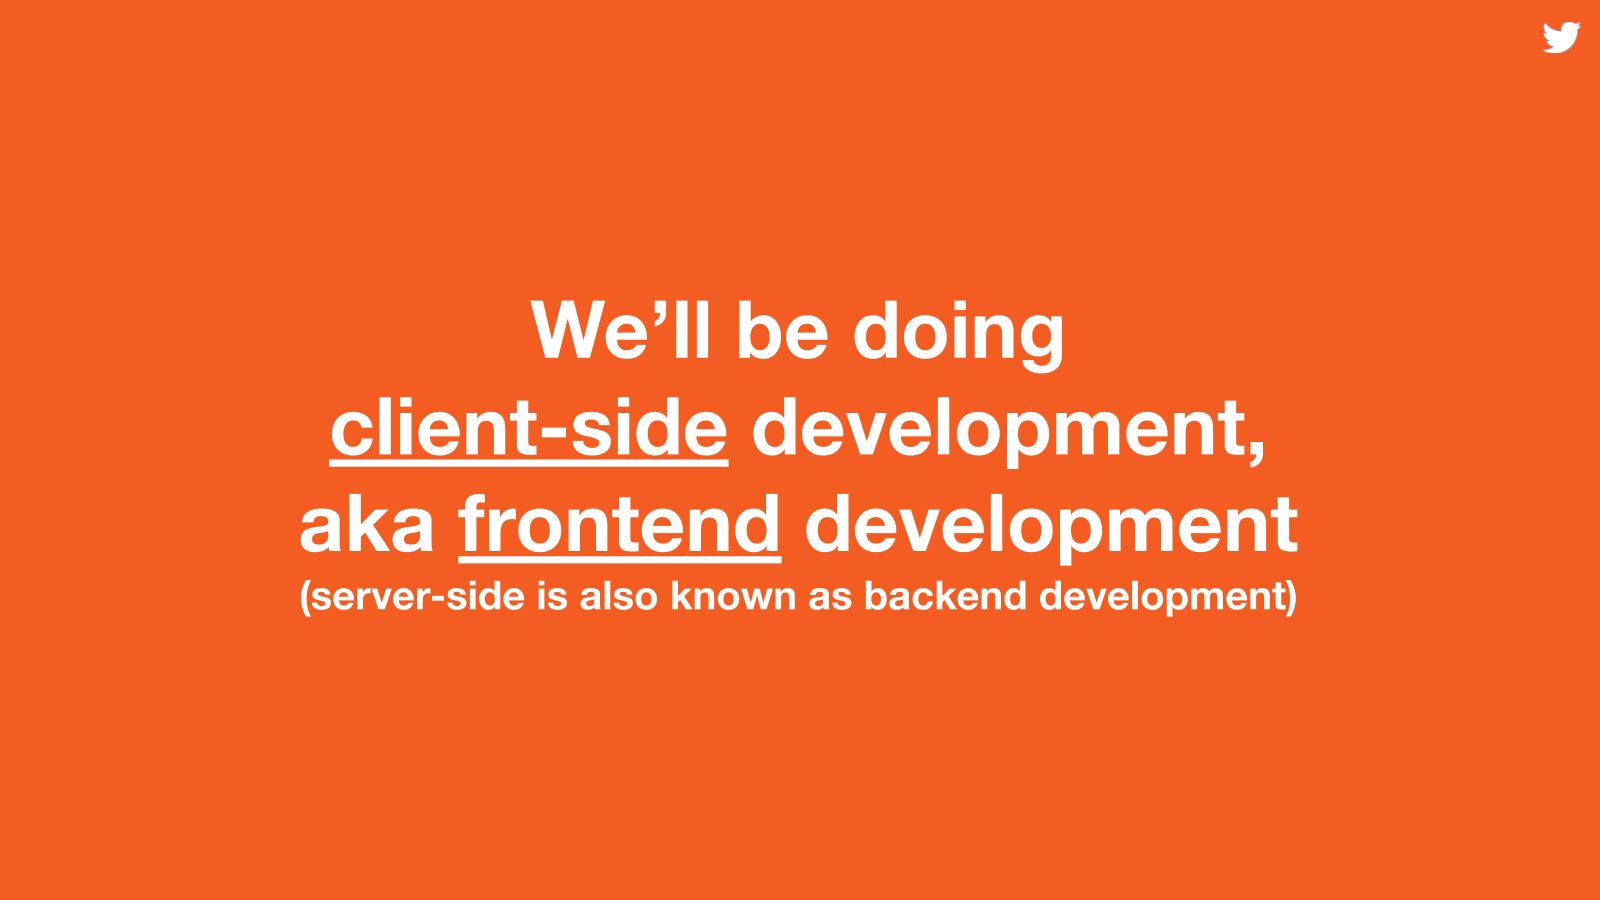 We’ll be doing
client-side development,
aka frontend development
(server-side is also known as backend development)